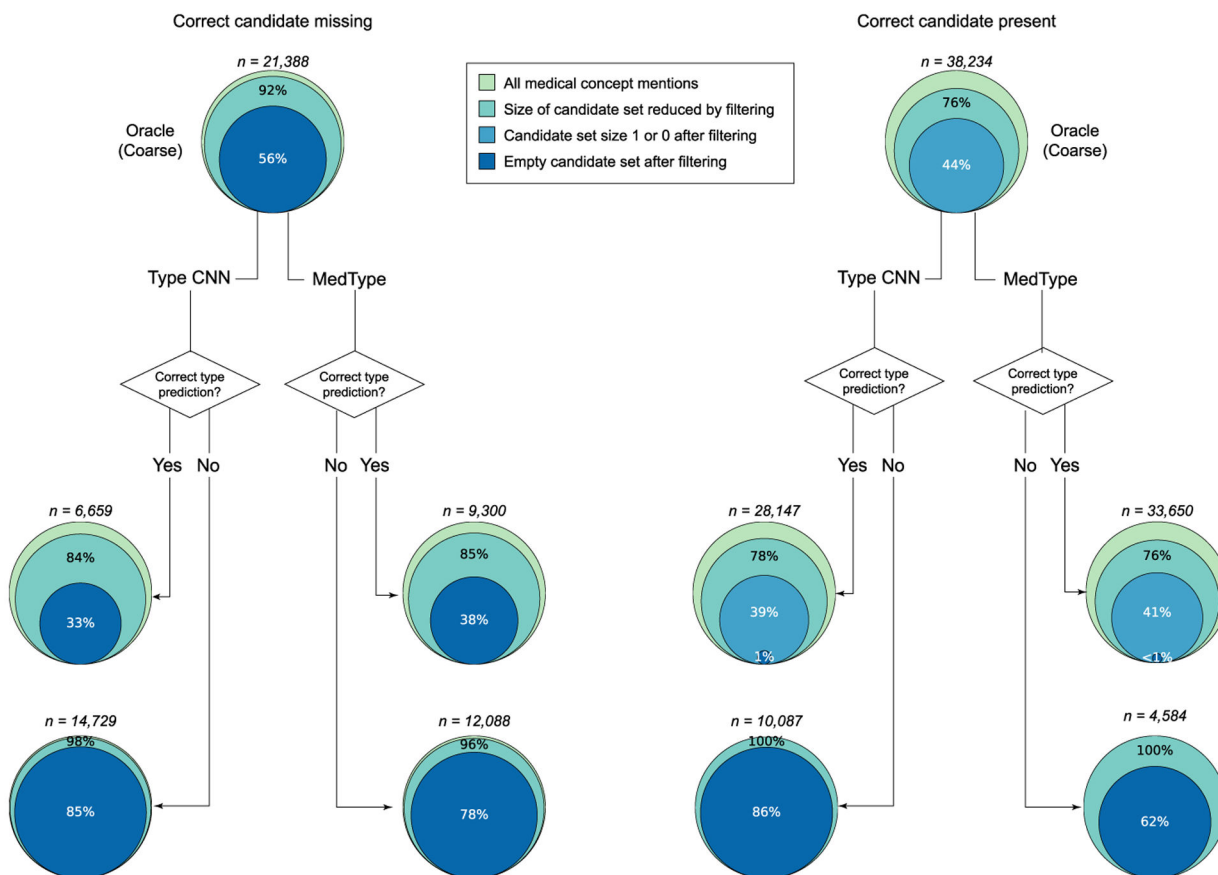 Correct candidate missing
Correct candidate present
n = 21,388
n = 38,234
92%
56%
Oracle
(Coarse)
All medical concept mentions
Size of candidate set reduced by filtering
Candidate set size 1 or 0 after filtering
Empty candidate set after filtering
76%
44%
Oracle
(Coarse)
Type CNN
MedType
Type CNN
MedType
Correct type
prediction?
Correct type
prediction?
Correct type
prediction?
Correct type
prediction?
Yes
No
No
Yes
Yes
No
No
Yes
n = 6,659
84%
33%
n = 9,300
85%
38%
n = 28,147
78%
39%
1%
n = 33,650
76%
41%
<1%
n = 14,729
98%
85%
n = 12,088
96%
78%
n = 10,087
100%
86%
n = 4,584
100%
62%